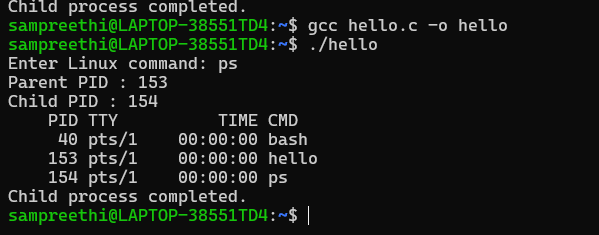 Child process completed.
sampreethi@LAPTOP-38551TD4:~$ gcc hello.c -o hello
sampreethi@LAPTOP-38551TD4:~$ ./hello
Enter Linux command: ps
Parent PID : 153
Child PID : 154
    PID TTY          TIME CMD
     40 pts/1    00:00:00 bash
    153 pts/1    00:00:00 hello
    154 pts/1    00:00:00 ps
Child process completed.
sampreethi@LAPTOP-38551TD4:~$